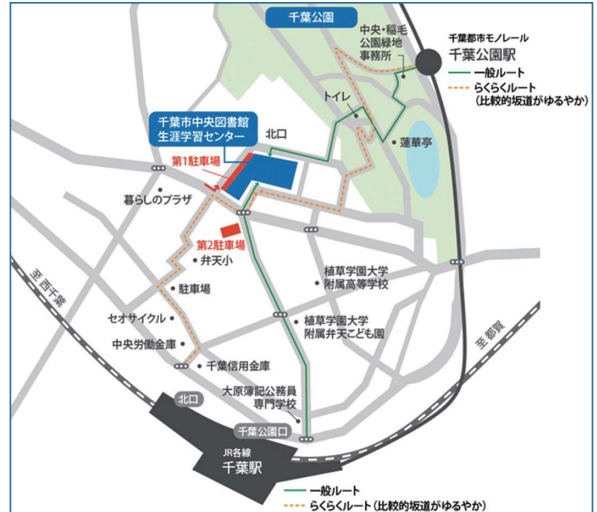 千葉公園
中央・稲毛
公園緑地
事務所
千葉都市モノレール
千葉公園駅
一般ルート
らくらくルート
(比較的坂道がゆるやか)
トイレ
千葉市中央図書館
生涯学習センター
北口
蓮華亭
第1駐車場
暮らしのプラザ
第2駐車場
弁天小
植草学園大学
附属高等学校
至西千葉
駐車場
セオサイクル
植草学園大学
附属弁天こども園
中央労働金庫
至都賀
千葉信用金庫
大原簿記公務員
専門学校
北口
千葉公園口
JR各線
千葉駅
一般ルート
らくらくルート(比較的坂道がゆるやか)